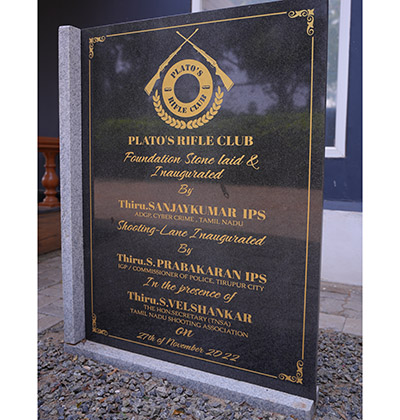 PLATO'S
RIFLE CLUB
PLATO'S RIFLE CLUB
Foundation Stone laid &
Inaugurated
By
Thiru.SANJAYKUMAR IPS
ADGP, CYBER CRIME, TAMIL NADU
Shooting-Lane Inaugurated
By
Thiru.S. PRABAKARAN IPS
IGP / COMMISSIONER OF POLICE, TIRUPUR CITY
In the presence of
Thiru.S.VELSHANKAR
THE HON.SECRETARY (TNSA)
TAMIL NADU SHOOTING ASSOCIATION
ON
27th of November 2022